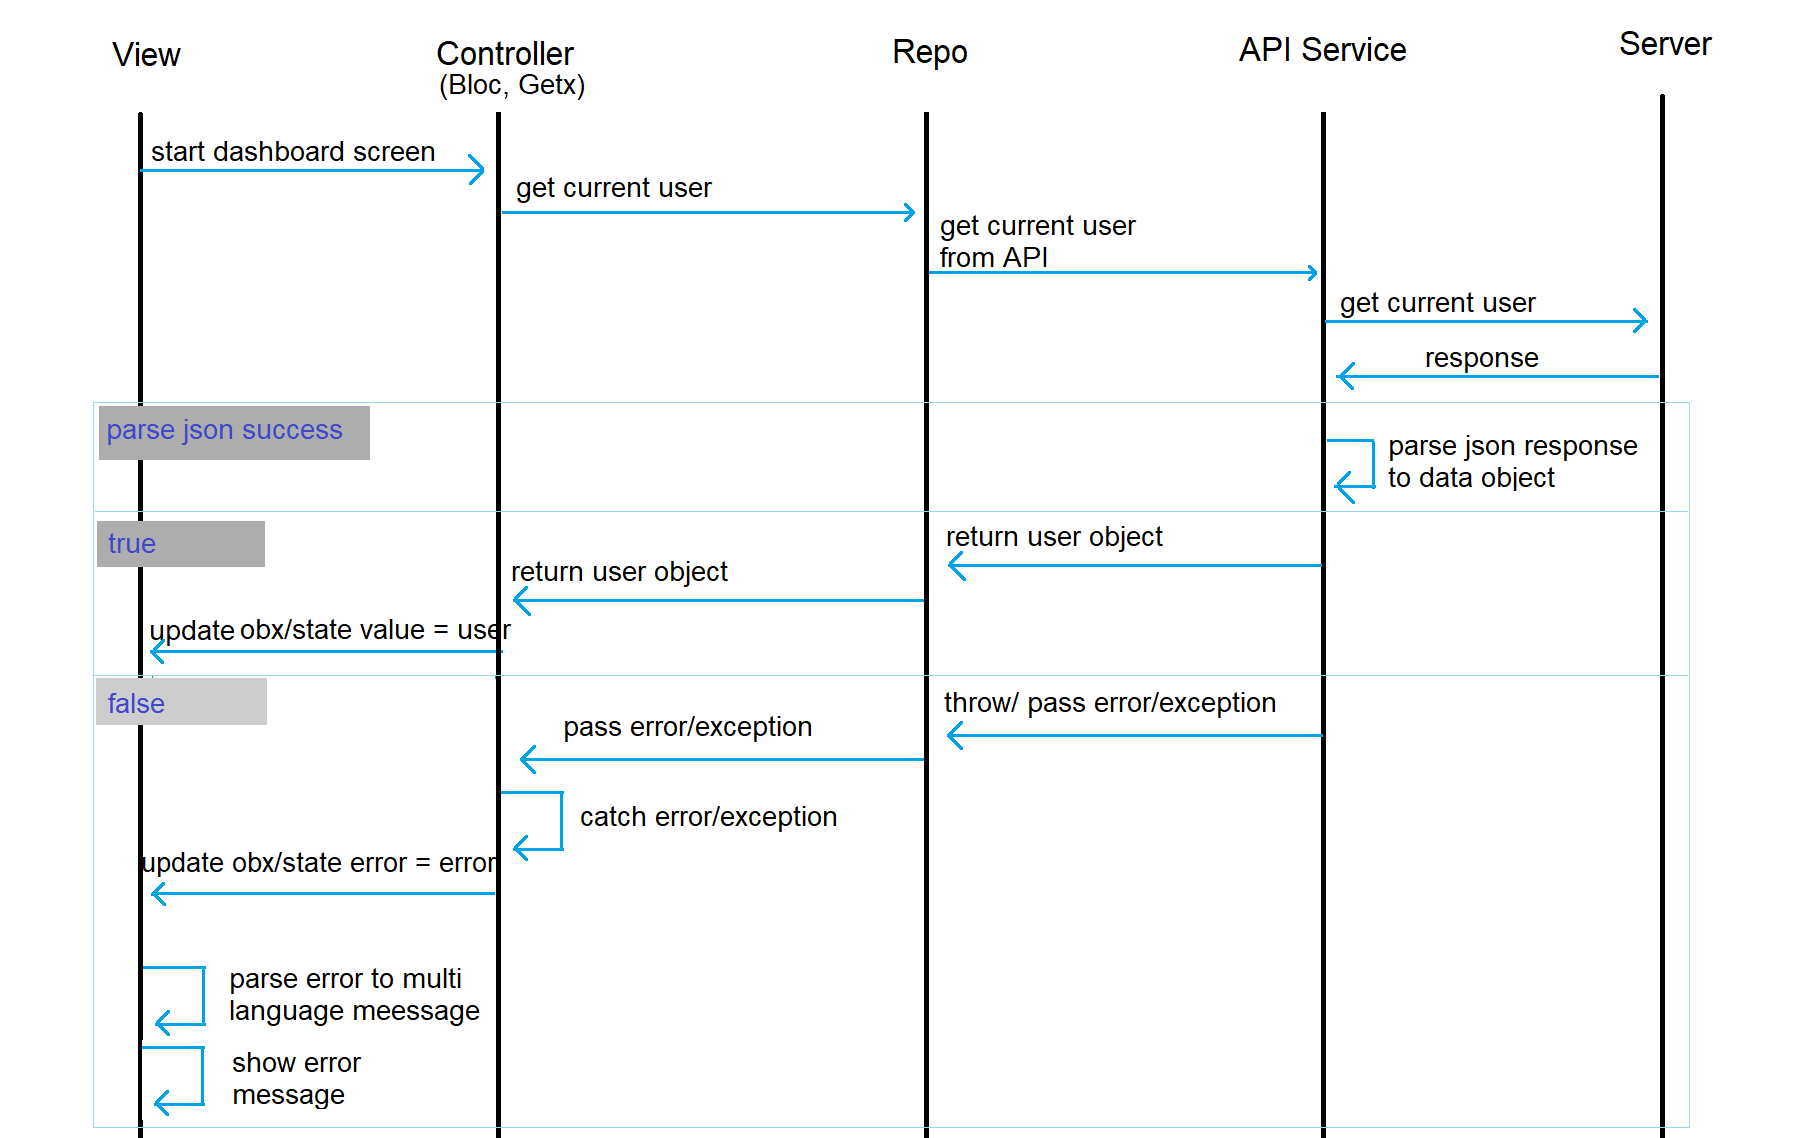 View
Controller
(Bloc, Getx)
Repo
API Service
Server
start dashboard screen
get current user
get current user
from API
get current user
response
parse json success
parse json response
to data object
true
return user object
return user object
update obx/state value = user
false
throw/ pass error/exception
pass error/exception
catch error/exception
update obx/state error = error
parse error to multi
language meessage
show error
message